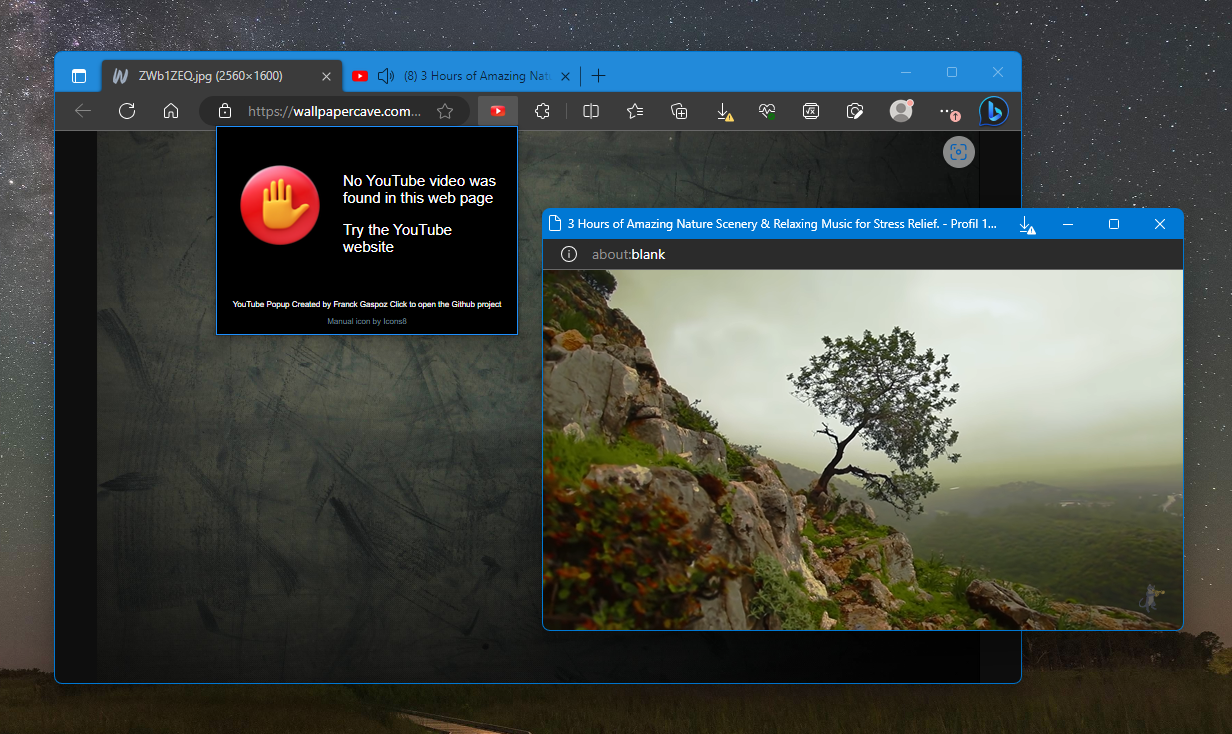 ZWb1ZEQ.jpg (2560×1600)
(8) 3 Hours of Amazing Natu
https://wallpapercave.com...
No YouTube video was
found in this web page
Try the YouTube
website
YouTube Popup Created by Franck Gaspoz Click to open the Github project
Manual icon by Icons8
3 Hours of Amazing Nature Scenery & Relaxing Music for Stress Relief. - Profil 1...
about:blank